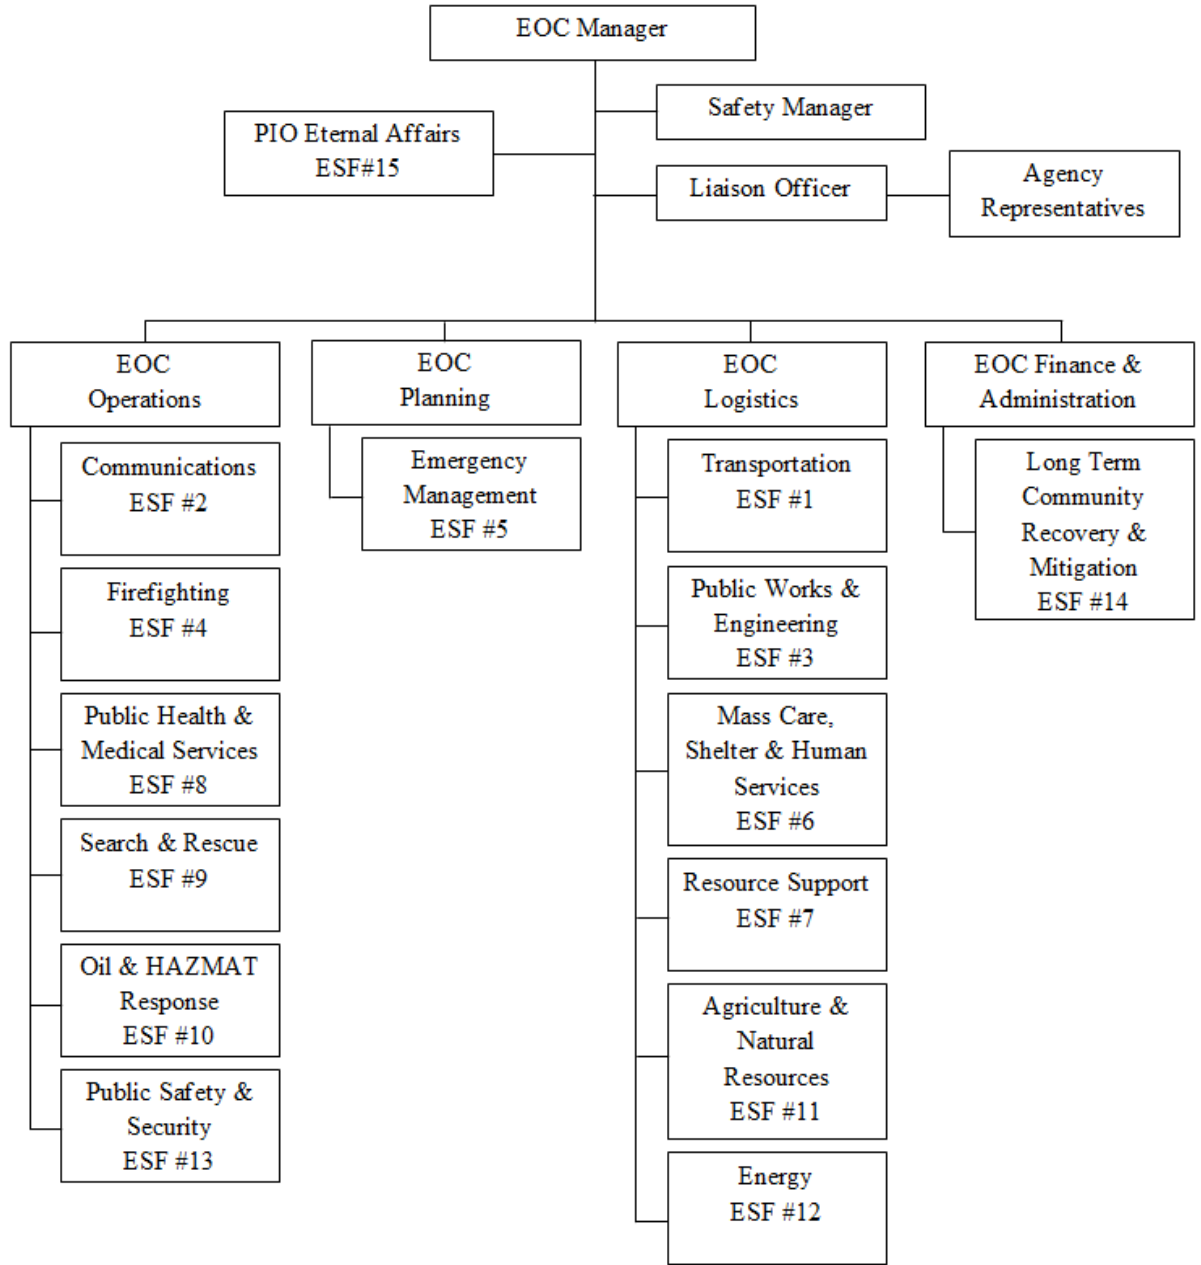 EOC Manager
Safety Manager
PIO Eternal Affairs
ESF#15
Liaison Officer
Agency
Representatives
EOC
Operations
Communications
ESF #2
Firefighting
ESF #4
Public Health &
Medical Services
ESF #8
Search & Rescue
ESF #9
Oil & HAZMAT
Response
ESF #10
Public Safety &
Security
ESF #13
EOC
Planning
Emergency
Management
ESF #5
EOC
Logistics
Transportation
ESF #1
Public Works &
Engineering
ESF #3
Mass Care,
Shelter & Human
Services
ESF #6
Resource Support
ESF #7
Agriculture &
Natural
Resources
ESF #11
Energy
ESF #12
EOC Finance &
Administration
Long Term
Community
Recovery &
Mitigation
ESF #14